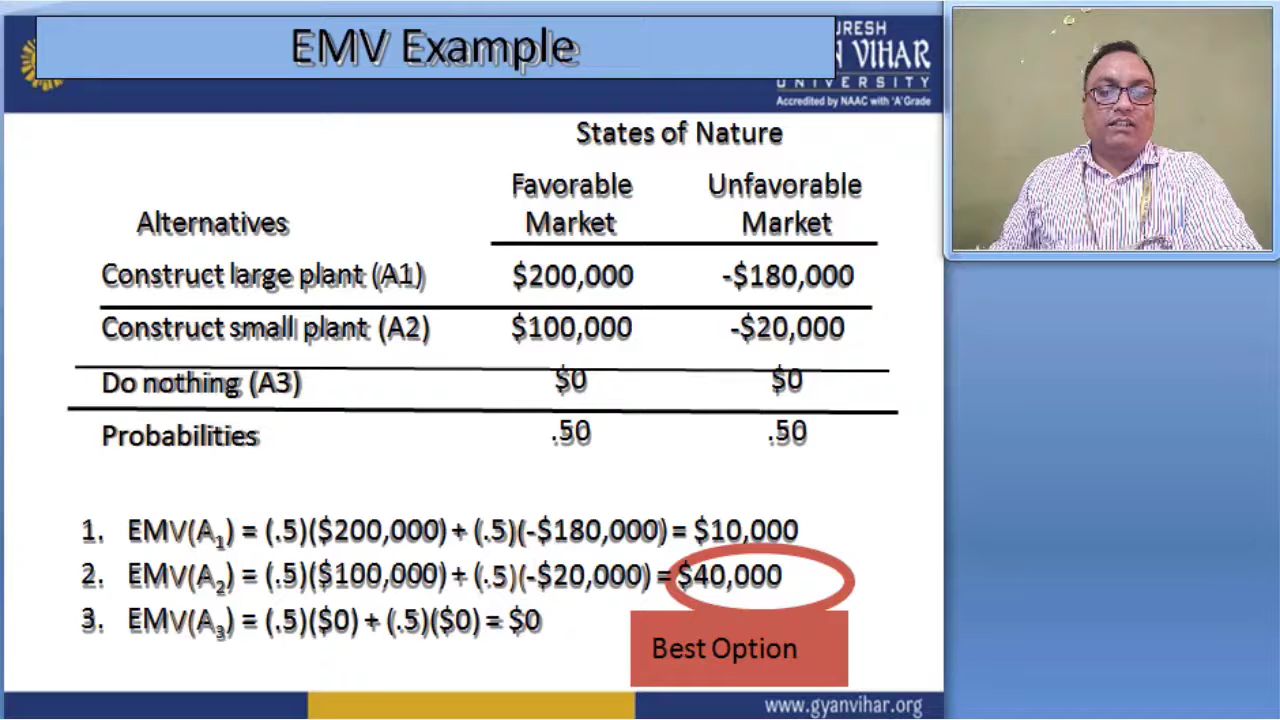 EMV Example
URESH
N VIHAR
UNIVERSITY
Accredited by NAAC with 'A' Grade
States of Nature
Alternatives
Favorable Market
Unfavorable Market
Construct large plant (A1) $200,000 -$180,000
Construct small plant (A2) $100,000 -$20,000
Do nothing (A3) $0 $0
Probabilities .50 .50
1. EMV(A1) = (.5)($200,000) + (.5)(-$180,000) = $10,000
2. EMV(A2) = (.5)($100,000) + (.5)(-$20,000) = $40,000
3. EMV(A3) = (.5)($0) + (.5)($0) = $0
Best Option
www.gyanvihar.org